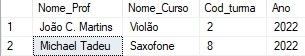 Nome_Prof Nome_Curso Cod_turma Ano
1 João C. Martins Violão 2 2022
2 Michael Tadeu Saxofone 8 2022